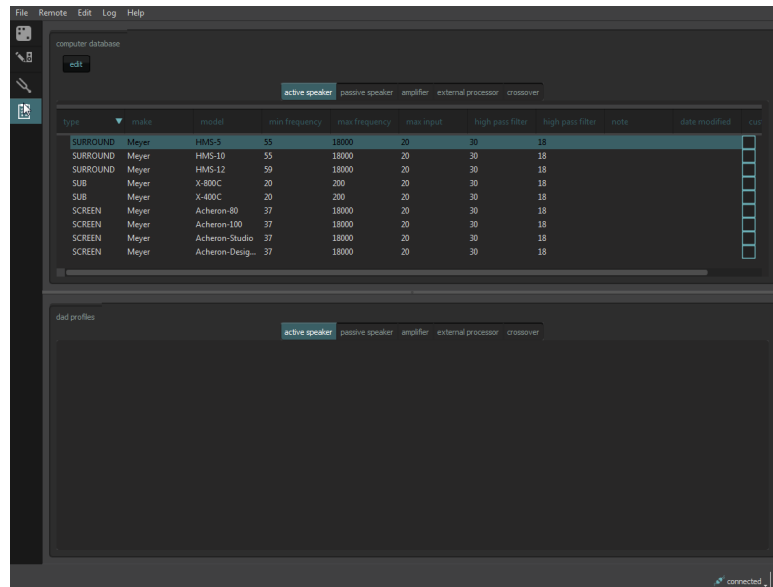 File Remote Edit Log Help
computer database
edit
active speaker passive speaker amplifier external processor crossover
type make model min frequency max frequency max input high pass filter high pass filter note date modified cus
SURROUND Meyer HMS-5 55 18000 20 30 18
SURROUND Meyer HMS-10 55 18000 20 30 18
SURROUND Meyer HMS-12 59 18000 20 30 18
SUB Meyer X-800C 20 200 20 30 18
SUB Meyer X-400C 20 200 20 30 18
SCREEN Meyer Acheron-80 37 18000 20 30 18
SCREEN Meyer Acheron-100 37 18000 20 30 18
SCREEN Meyer Acheron-Studio 37 18000 20 30 18
SCREEN Meyer Acheron-Desig... 37 18000 20 30 18
dad profiles
active speaker passive speaker amplifier external processor crossover
connected